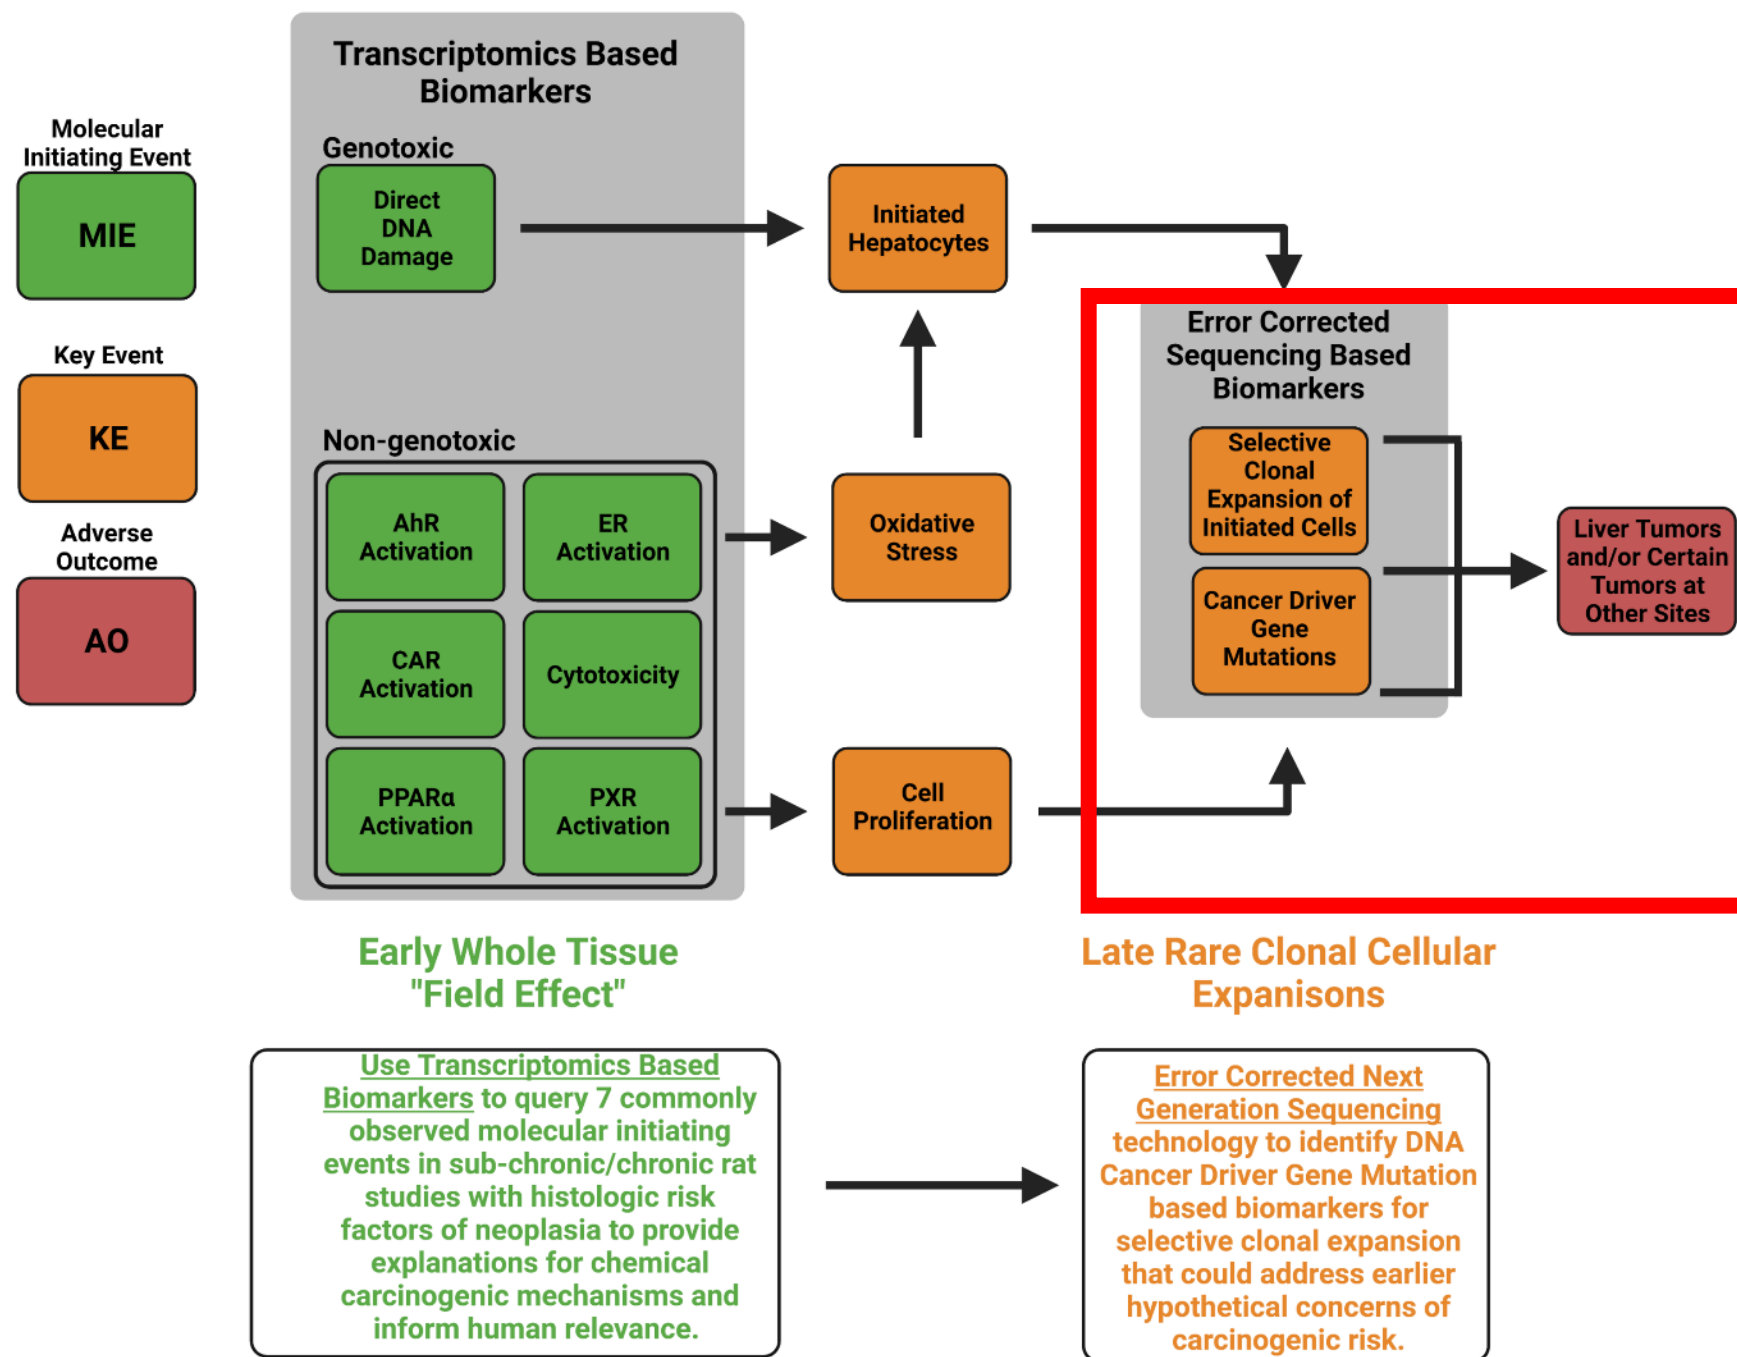 Transcriptomics Based
Biomarkers
Molecular
Initiating Event
MIE
Key Event
KE
Adverse
Outcome
AO
Genotoxic
Direct
DNA
Damage
Initiated
Hepatocytes
Non-genotoxic
AhR
Activation
ER
Activation
CAR
Activation
Cytotoxicity
PPARα
Activation
PXR
Activation
Oxidative
Stress
Cell
Proliferation
Error Corrected
Sequencing Based
Biomarkers
Selective
Clonal
Expansion of
Initiated Cells
Cancer Driver
Gene
Mutations
Liver Tumors
and/or Certain
Tumors at
Other Sites
Early Whole Tissue
"Field Effect"
Late Rare Clonal Cellular
Expanisons
Use Transcriptomics Based
Biomarkers to query 7 commonly
observed molecular initiating
events in sub-chronic/chronic rat
studies with histologic risk
factors of neoplasia to provide
explanations for chemical
carcinogenic mechanisms and
inform human relevance.
Error Corrected Next
Generation Sequencing
technology to identify DNA
Cancer Driver Gene Mutation
based biomarkers for
selective clonal expansion
that could address earlier
hypothetical concerns of
carcinogenic risk.